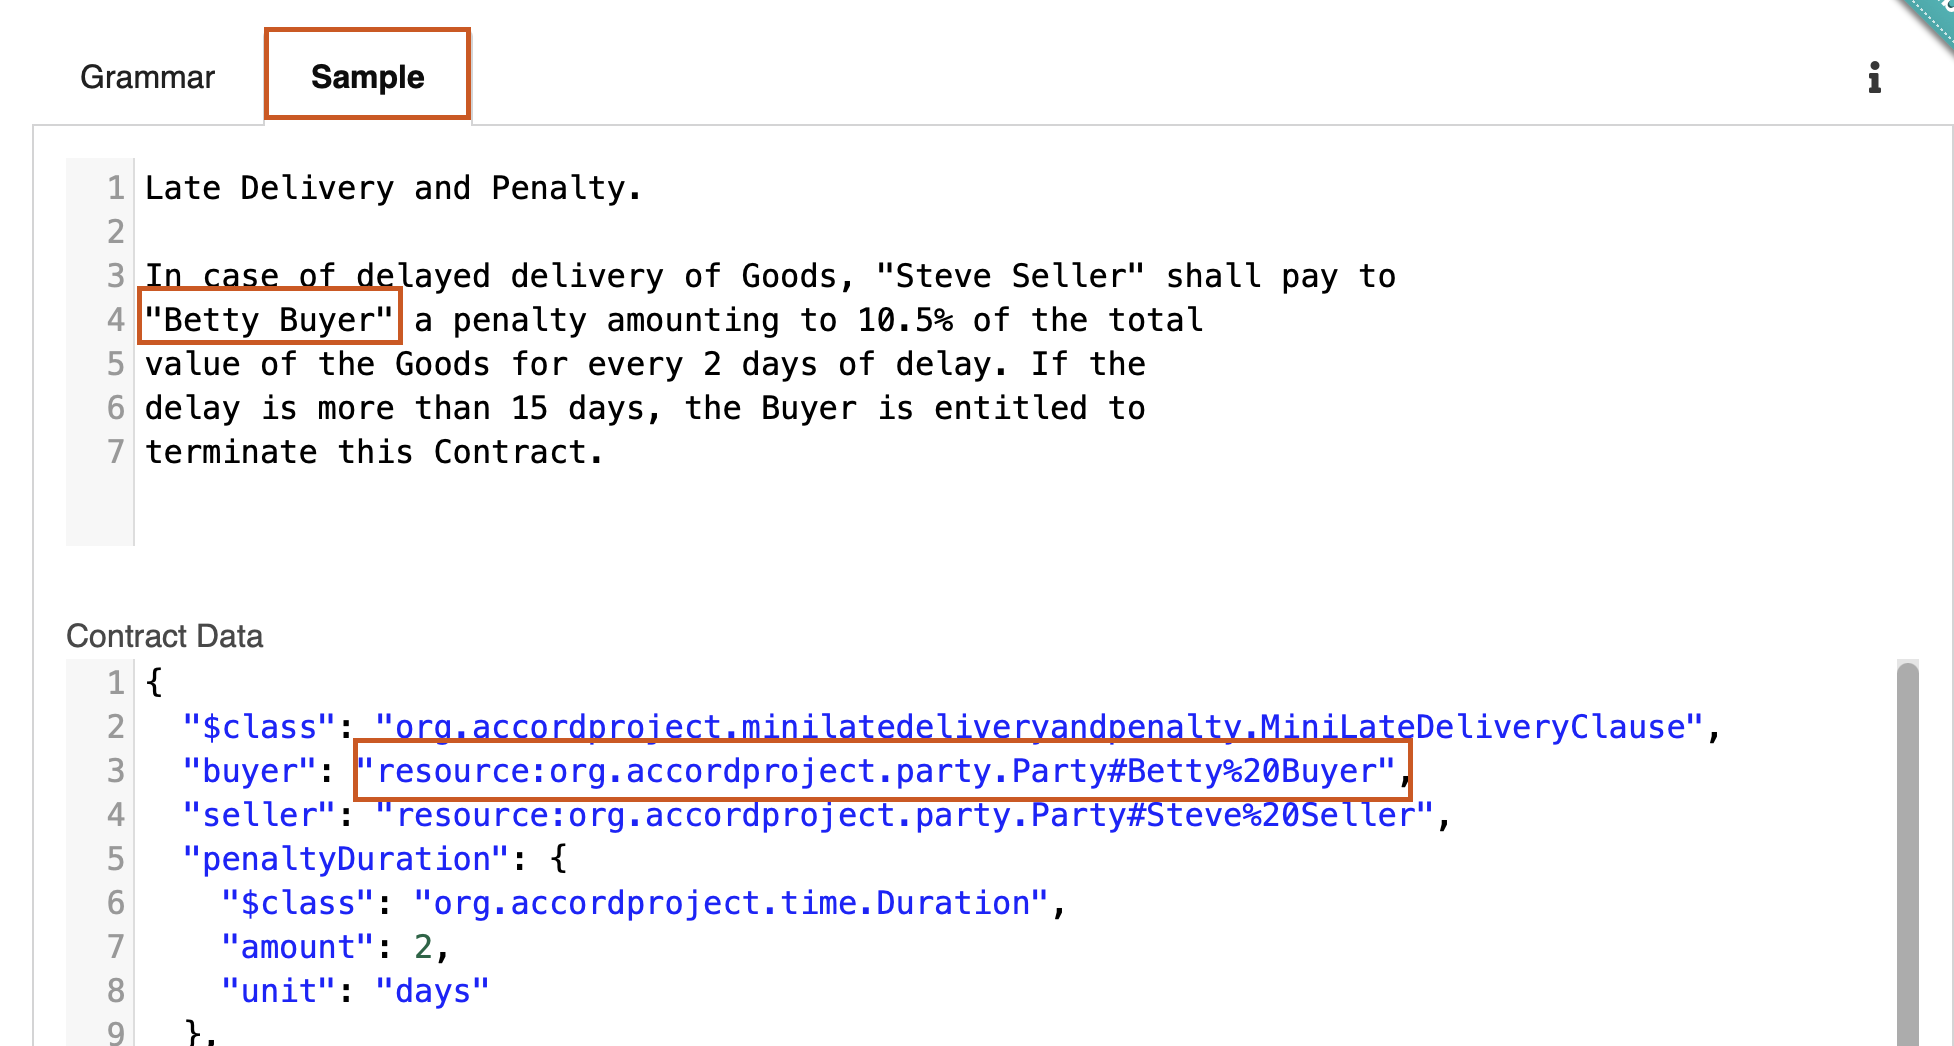 Grammar
Sample
1 Late Delivery and Penalty.
2
3 In case of delayed delivery of Goods, "Steve Seller" shall pay to
4 "Betty Buyer" a penalty amounting to 10.5% of the total
5 value of the Goods for every 2 days of delay. If the
6 delay is more than 15 days, the Buyer is entitled to
7 terminate this Contract.
Contract Data
1 {
2 "$class": "org.accordproject.minilatedeliveryandpenalty.MiniLateDeliveryClause",
3 "buyer": "resource:org.accordproject.party.Party#Betty%20Buyer",
4 "seller": "resource:org.accordproject.party.Party#Steve%20Seller",
5 "penaltyDuration": {
6 "$class": "org.accordproject.time.Duration",
7 "amount": 2,
8 "unit": "days"
9 },